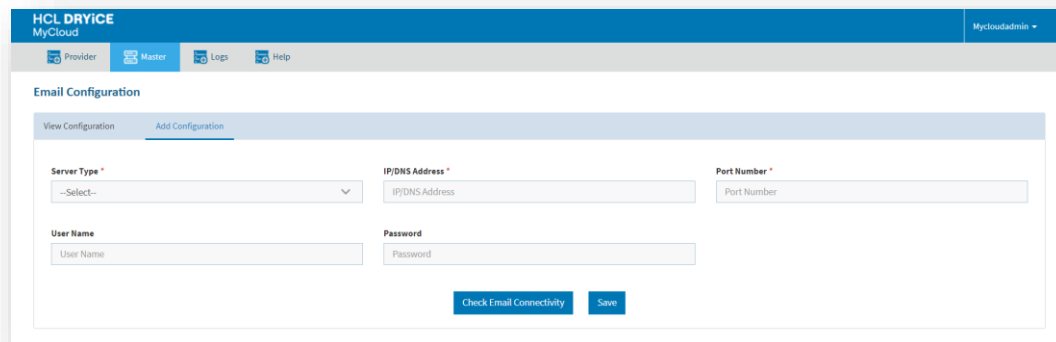 HCL DRYiCE
MyCloud
Mycloudadmin
Provider Master Logs Help
Email Configuration
View Configuration Add Configuration
Server Type * IP/DNS Address * Port Number *
--Select-- IP/DNS Address Port Number
User Name Password
User Name Password
Check Email Connectivity Save